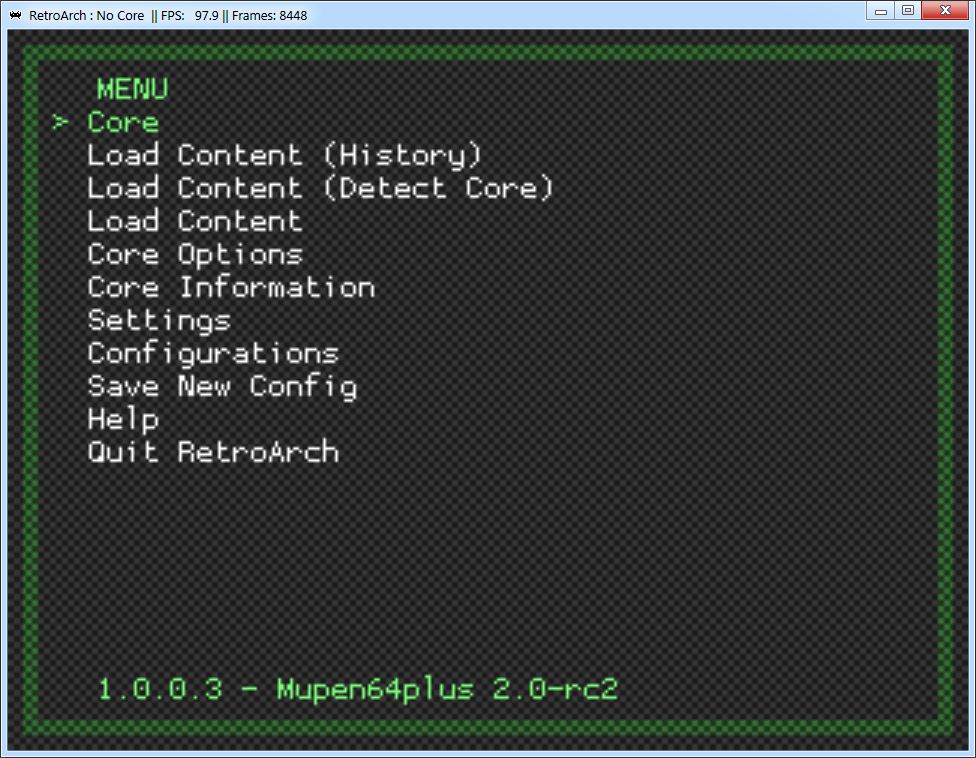 RetroArch : No Core || FPS: 97.9 || Frames: 8448
MENU
> Core
Load Content (History)
Load Content (Detect Core)
Load Content
Core Options
Core Information
Settings
Configurations
Save New Config
Help
Quit RetroArch
1.0.0.3 - Mupen64plus 2.0-rc2